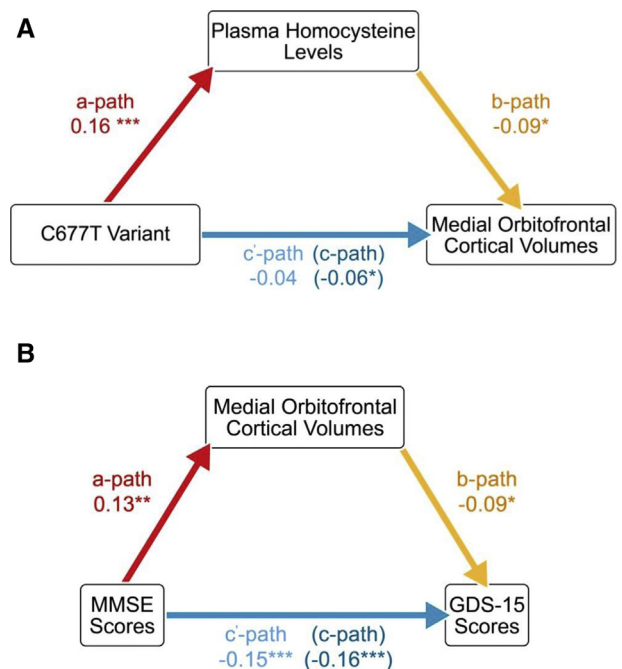 A
Plasma Homocysteine
Levels
a-path
0.16 ***
b-path
-0.09*
C677T Variant
Medial Orbitofrontal
Cortical Volumes
c'-path (c-path)
-0.04 (-0.06*)
B
Medial Orbitofrontal
Cortical Volumes
a-path
0.13**
b-path
-0.09*
MMSE
Scores
GDS-15
Scores
c'-path (c-path)
-0.15*** (-0.16***)